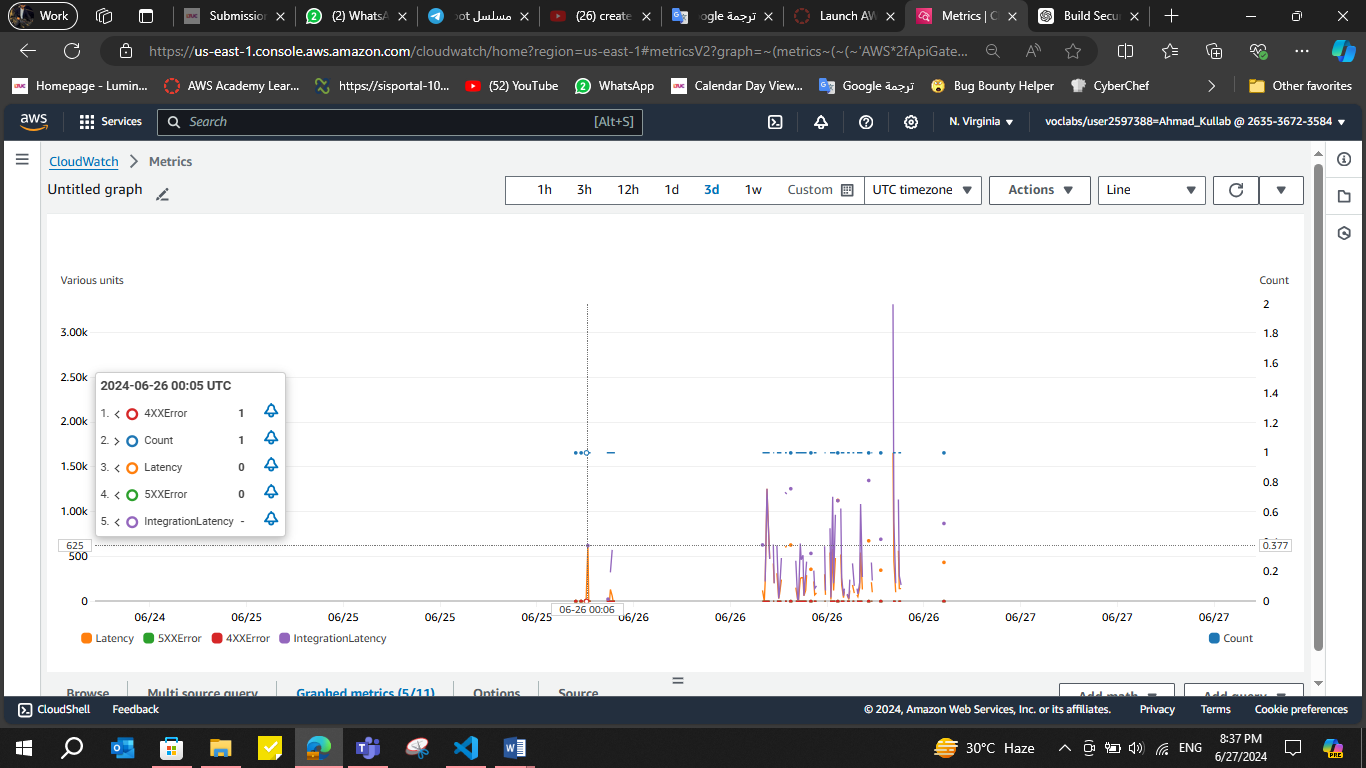 Work
Submissio
(2) WhatsA
مسلسل bot
(26) create
ترجمة oogle
Launch AW
Metrics | C
Build Secu
https://us-east-1.console.aws.amazon.com/cloudwatch/home?region=us-east-1#metricsV2?graph=~(metrics~(~(~'AWS*2fApiGate...
Homepage - Lumin...
AWS Academy Lear...
https://sisportal-10...
(52) YouTube
WhatsApp
Calendar Day View...
Google ترجمة
Bug Bounty Helper
CyberChef
Other favorites
aws
Services
Search
[Alt+S]
N. Virginia
voclabs/user2597388=Ahmad_Kullab @ 2635-3672-3584
CloudWatch
Metrics
Untitled graph
1h 3h 12h 1d 3d 1w Custom
UTC timezone
Actions
Line
Various units
Count
3.00k
2.50k
2.00k
1.50k
1.00k
500
0
625
2
1.8
1.6
1.4
1.2
1
0.8
0.6
0.2
0
0.377
2024-06-26 00:05 UTC
1. 4XXError 1
2. Count 1
3. Latency 0
4. 5XXError 0
5. IntegrationLatency -
06-26 00:06
06/24 06/25 06/25 06/25 06/25 06/26 06/26 06/26 06/26 06/27 06/27 06/27
Latency 5XXError 4XXError IntegrationLatency
Count
Browse
Multi source query
Graphed metrics (5/11)
Options
Source
Add math
Add query
CloudShell
Feedback
© 2024, Amazon Web Services, Inc. or its affiliates.
Privacy
Terms
Cookie preferences
30°C Haze
ENG
8:37 PM
6/27/2024